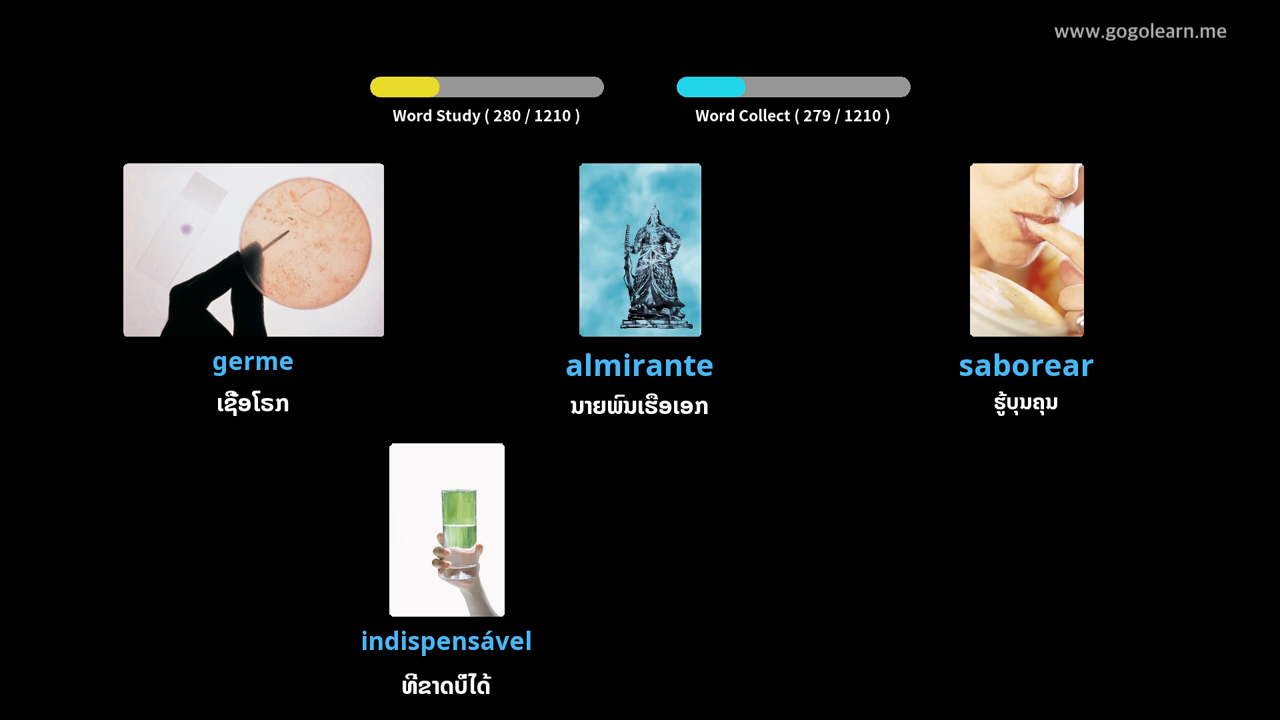 www.gogolearn.me
Word Study ( 280 / 1210 )
Word Collect ( 279 / 1210 )
germe
ເຊື້ອໂຣກ
almirante
ນາຍພົນເຮືອເອກ
saborear
ຮູ້ບຸນຄຸນ
indispensável
ທີ່ຂາດບໍ່ໄດ້